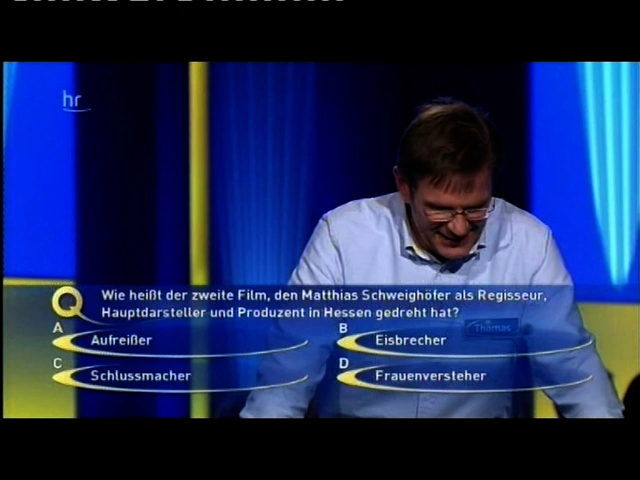 hr
Wie heißt der zweite Film, den Matthias Schweighöfer als Regisseur,
Hauptdarsteller und Produzent in Hessen gedreht hat?
Thomas
A Aufreißer
B Eisbrecher
C Schlussmacher
D Frauenversteher